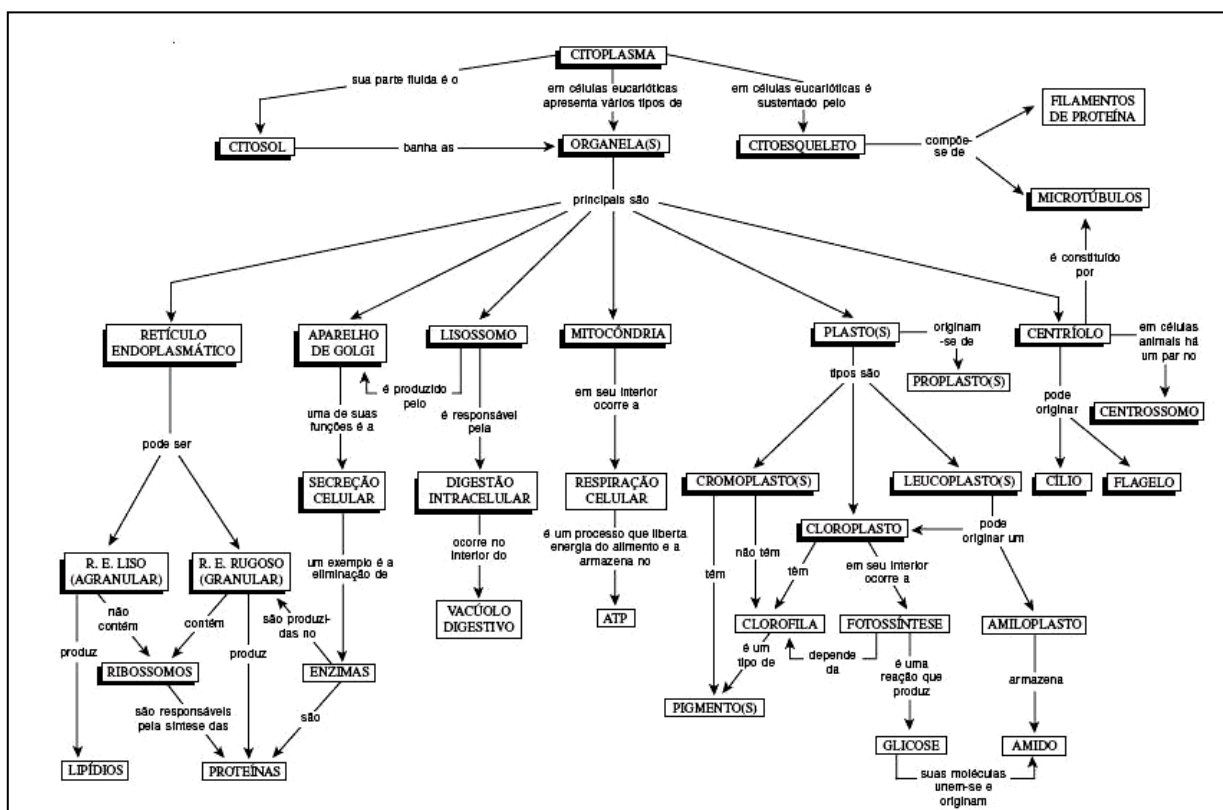 CITOPLASMA
sua parte fluida é o
em células eucarióticas
apresenta vários tipos de
em células eucarióticas é
sustentado pelo
FILAMENTOS
DE PROTEÍNA
CITOSOL
banha as
ORGANELA(S)
CITOESQUELETO
compõe-
se de
MICROTÚBULOS
principais são
é constituído
por
RETÍCULO
ENDOPLASMÁTICO
APARELHO
DE GOLGI
LISOSSOMO
MITOCÔNDRIA
PLASTO(S)
originam
-se de
CENTRÍOLO
em células
animais há
um par no
PROPLASTO(S)
é produzido
pelo
tipos são
CENTROSSOMO
uma de suas
funções é a
é responsável
pela
em seu interior
ocorre a
pode
originar
pode ser
SECREÇÃO
CELULAR
DIGESTÃO
INTRACELULAR
RESPIRAÇÃO
CELULAR
CROMOPLASTO(S)
LEUCOPLASTO(S)
CÍLIO
FLAGELO
CLOROPLASTO
pode
originar um
um exemplo é a
eliminação de
ocorre no
interior do
é um processo que liberta
energia do alimento e a
armazena no
não têm
R. E. LISO
(AGRANULAR)
R. E. RUGOSO
(GRANULAR)
têm
têm
em seu interior
ocorre a
não
contém
contém
são produzi-
das no
VACÚOLO
DIGESTIVO
ATP
CLOROFILA
FOTOSSÍNTESE
AMILOPLASTO
produz
produz
RIBOSSOMOS
ENZIMAS
é um
tipo de
depende
da
é uma
reação que
produz
armazena
são responsáveis
pela síntese das
são
PIGMENTO(S)
LIPÍDIOS
PROTEÍNAS
GLICOSE
AMIDO
suas moléculas
unem-se e
originam